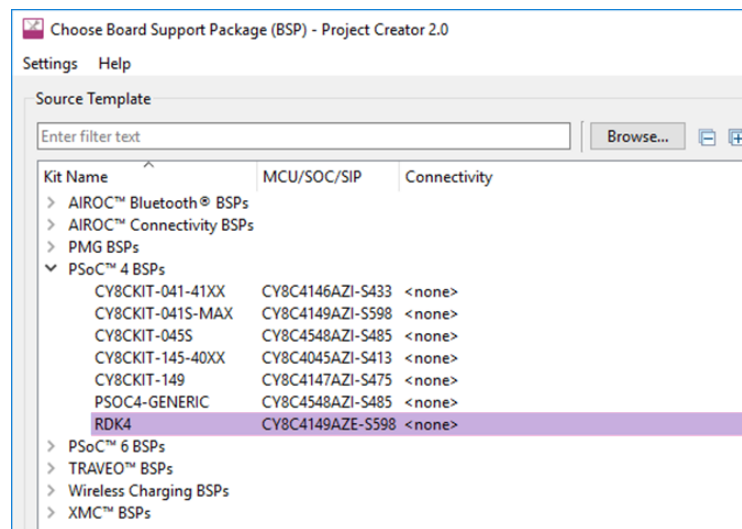 Choose Board Support Package (BSP) - Project Creator 2.0
Settings Help
Source Template
Enter filter text Browse...
Kit Name MCU/SOC/SIP Connectivity
AIROC™ Bluetooth® BSPs
AIROC™ Connectivity BSPs
PMG BSPs
PSoC™ 4 BSPs
CY8CKIT-041-41XX CY8C4146AZI-S433 <none>
CY8CKIT-041S-MAX CY8C4149AZI-S598 <none>
CY8CKIT-045S CY8C4548AZI-S485 <none>
CY8CKIT-145-40XX CY8C4045AZI-S413 <none>
CY8CKIT-149 CY8C4147AZI-S475 <none>
PSOC4-GENERIC CY8C4548AZI-S485 <none>
RDK4 CY8C4149AZE-S598 <none>
PSoC™ 6 BSPs
TRAVEO™ BSPs
Wireless Charging BSPs
XMC™ BSPs